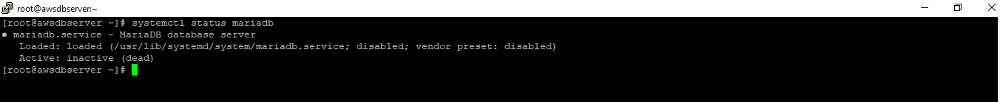 root@awsdbserver:~
[root@awsdbserver ~]# systemctl status mariadb
● mariadb.service - MariaDB database server
   Loaded: loaded (/usr/lib/systemd/system/mariadb.service; disabled; vendor preset: disabled)
   Active: inactive (dead)
[root@awsdbserver ~]#